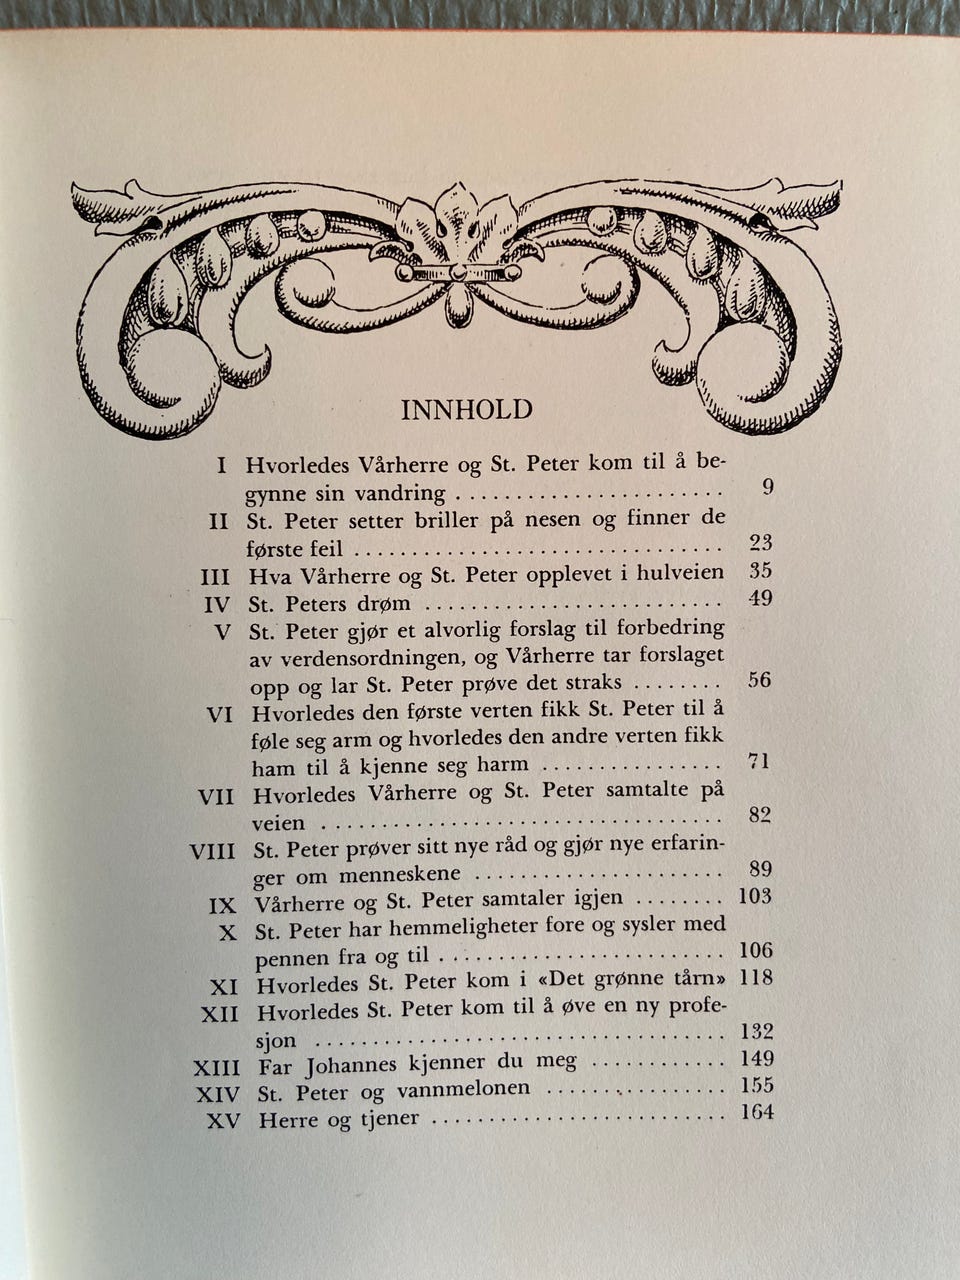 INNHOLD
I Hvorledes Vårherre og St. Peter kom til å be-
gynne sin vandring ........................ 9
II St. Peter setter briller på nesen og finner de
første feil ................................ 23
III Hva Vårherre og St. Peter opplevet i hulveien 35
IV St. Peters drøm .......................... 49
V St. Peter gjør et alvorlig forslag til forbedring
av verdensordningen, og Vårherre tar forslaget
opp og lar St. Peter prøve det straks ........ 56
VI Hvorledes den første verten fikk St. Peter til å
føle seg arm og hvorledes den andre verten fikk
ham til å kjenne seg harm ................ 71
VII Hvorledes Vårherre og St. Peter samtalte på
veien .................................. 82
VIII St. Peter prøver sitt nye råd og gjør nye erfarin-
ger om menneskene ...................... 89
IX Vårherre og St. Peter samtaler igjen ........ 103
X St. Peter har hemmeligheter fore og sysler med
pennen fra og til ......................... 106
XI Hvorledes St. Peter kom i «Det grønne tårn» 118
XII Hvorledes St. Peter kom til å øve en ny profe-
sjon .................................... 132
XIII Far Johannes kjenner du meg ............ 149
XIV St. Peter og vannmelonen ................ 155
XV Herre og tjener .......................... 164